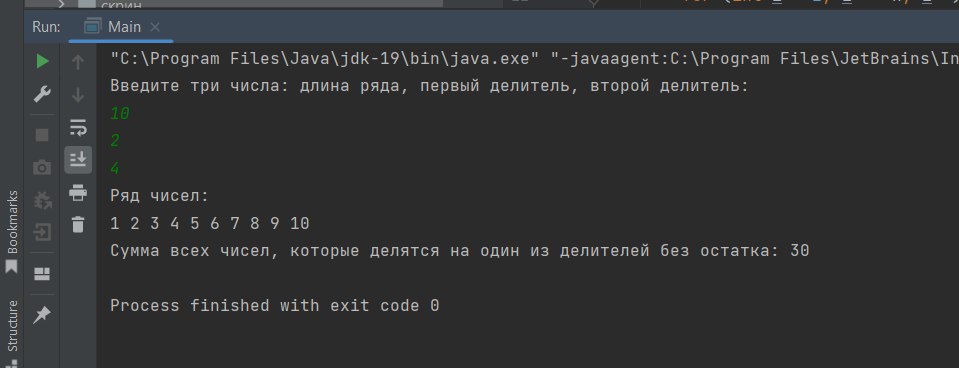 скрин
Run: Main
"C:\Program Files\Java\jdk-19\bin\java.exe" "-javaagent:C:\Program Files\JetBrains\In
Введите три числа: длина ряда, первый делитель, второй делитель:
10
2
4
Ряд чисел:
1 2 3 4 5 6 7 8 9 10
Сумма всех чисел, которые делятся на один из делителей без остатка: 30
Process finished with exit code 0
Bookmarks
Structure